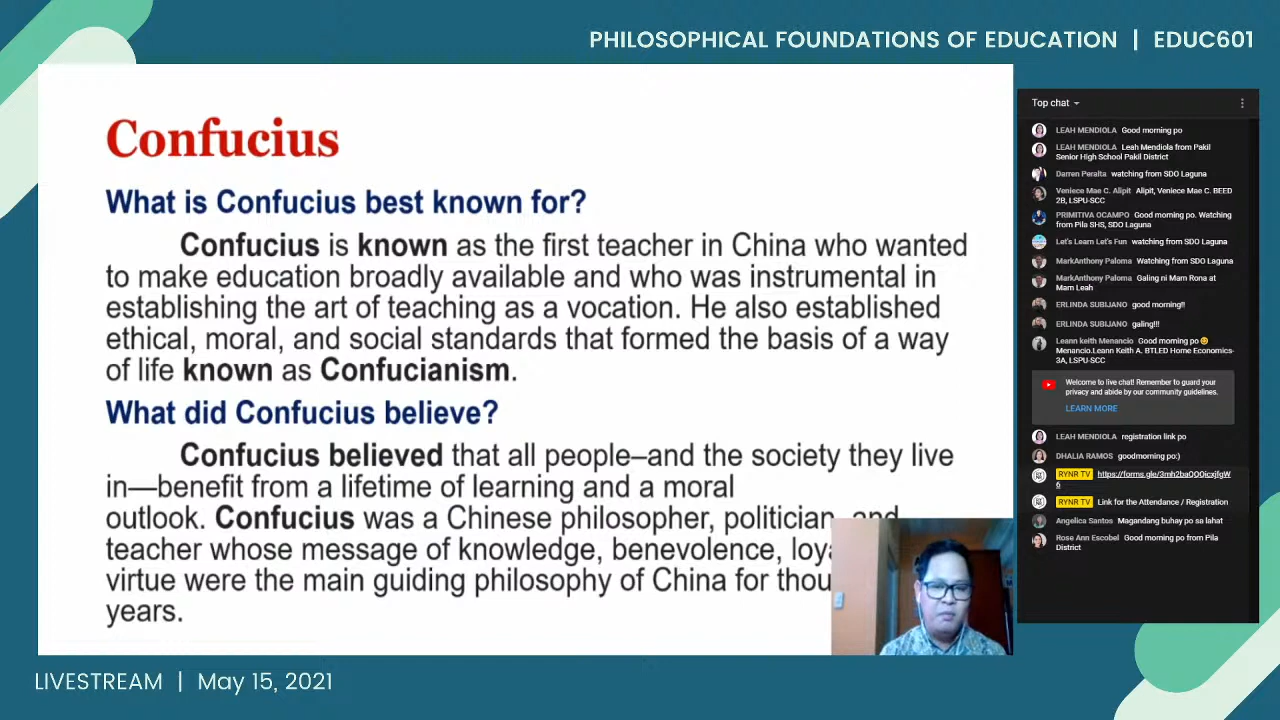 PHILOSOPHICAL FOUNDATIONS OF EDUCATION | EDUC601
Confucius
What is Confucius best known for?
Confucius is known as the first teacher in China who wanted
to make education broadly available and who was instrumental in
establishing the art of teaching as a vocation. He also established
ethical, moral, and social standards that formed the basis of a way
of life known as Confucianism.
What did Confucius believe?
Confucius believed that all people–and the society they live
in—benefit from a lifetime of learning and a moral
outlook. Confucius was a Chinese philosopher, politician, and
teacher whose message of knowledge, benevolence,
virtue were the main guiding philosophy of China for
years.
Top chat
LEAH MENDIOLA Good morning po
LEAH MENDIOLA Leah Mendiola from Pakil
Senior High School Pakil District
Darren Peralta watching from SDO Laguna
Veniece Mae C. Alipit Alipit, Veniece Mae C. BEED
2B, LSPU-SCC
PRIMITIVA OCAMPO Good morning po. Watching
from Pila SHS, SDO Laguna
Let's Learn Let's Fun watching from SDO Laguna
MarkAnthony Paloma Watching from SDO Laguna
MarkAnthony Paloma Galing ni Mam Rona at
Mam Leah
ERLINDA SUBIJANO good morning!!
ERLINDA SUBIJANO galing!!!
Leann keith Menancio Good morning po😊
Menancio.Leann Keith A. BTLED Home Economics-
3A, LSPU-SCC
Welcome to live chat! Remember to guard your
privacy and abide by our community guidelines.
LEARN MORE
LEAH MENDIOLA registration link po
DHALIA RAMOS goodmorning po:)
RYNR TV
RYNR TV Link for the Attendance / Registration
Angelica Santos Magandang buhay po sa lahat
Rose Ann Escobel Good morning po from Pila
District
LIVESTREAM | May 15, 2021